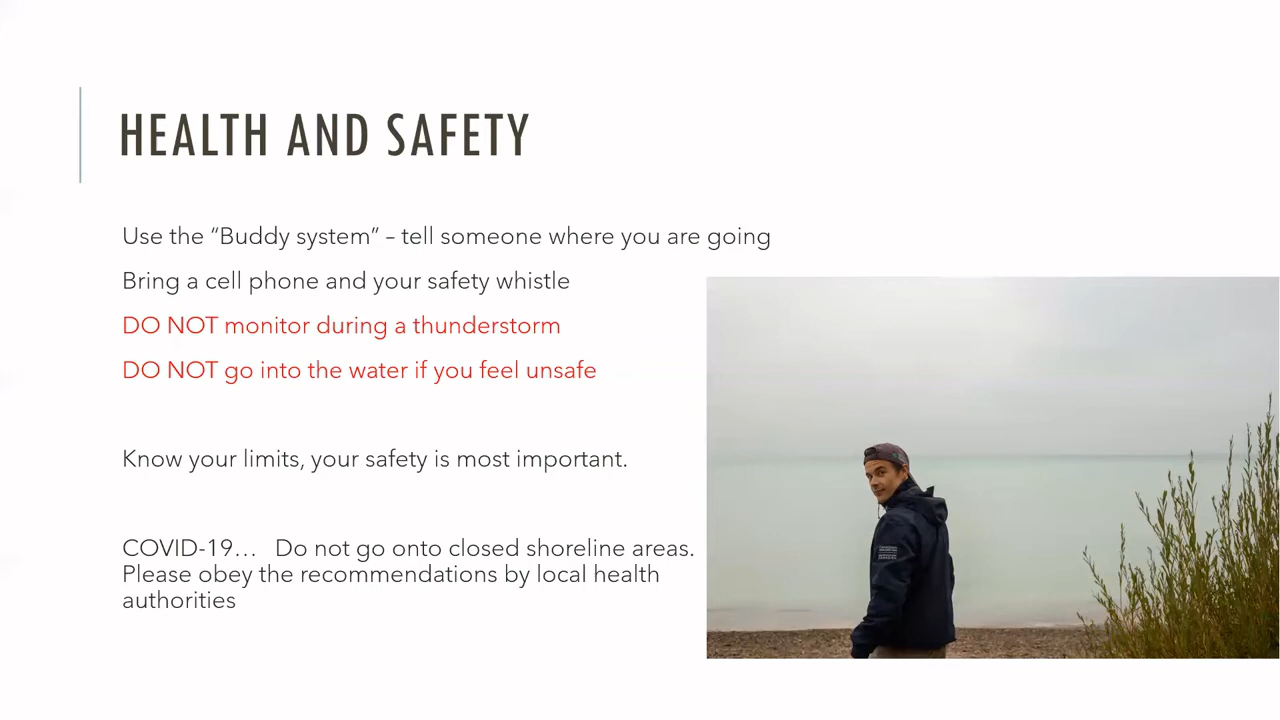 HEALTH AND SAFETY
Use the “Buddy system” – tell someone where you are going
Bring a cell phone and your safety whistle
DO NOT monitor during a thunderstorm
DO NOT go into the water if you feel unsafe
Know your limits, your safety is most important.
COVID-19… Do not go onto closed shoreline areas.
Please obey the recommendations by local health
authorities